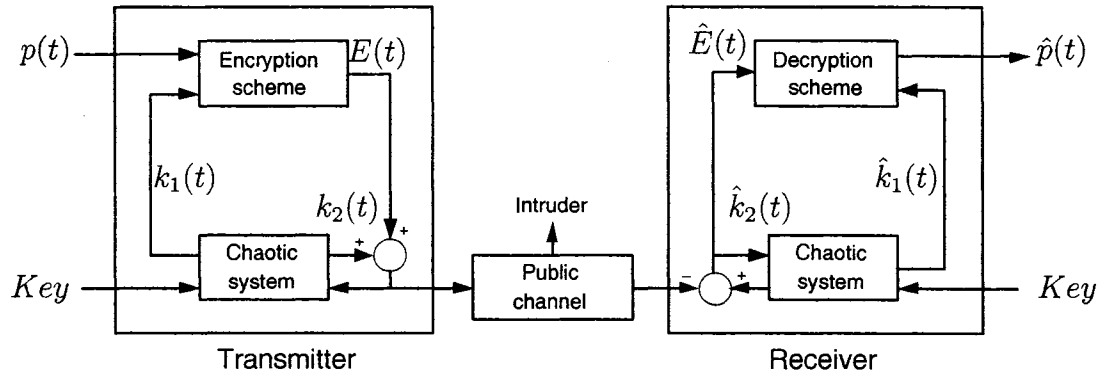 p(t)
Encryption
scheme
E(t)
Ê(t)
Decryption
scheme
p̂(t)
k₁(t)
k₂(t)
+
+
Intruder
k̂₂(t)
k̂₁(t)
Key
Chaotic
system
Public
channel
−
+
Chaotic
system
Key
Transmitter
Receiver